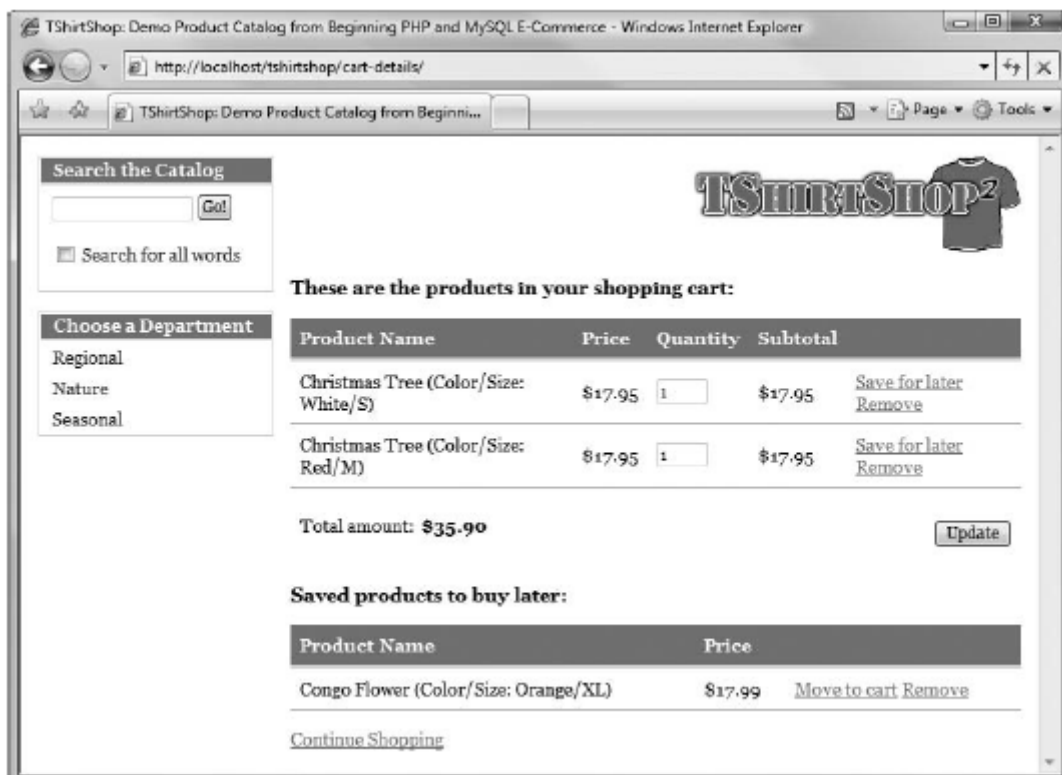 TShirtShop: Demo Product Catalog from Beginning PHP and MySQL E-Commerce - Windows Internet Explorer
http://localhost/tshirtshop/cart-details/
TShirtShop: Demo Product Catalog from Beginni...
Page
Tools
Search the Catalog
Go!
Search for all words
Choose a Department
Regional
Nature
Seasonal
TShirtShop²
These are the products in your shopping cart:
Product Name Price Quantity Subtotal
Christmas Tree (Color/Size:
White/S) $17.95 1 $17.95 Save for later
Remove
Christmas Tree (Color/Size:
Red/M) $17.95 1 $17.95 Save for later
Remove
Total amount: $35.90
Update
Saved products to buy later:
Product Name Price
Congo Flower (Color/Size: Orange/XL) $17.99 Move to cart Remove
Continue Shopping